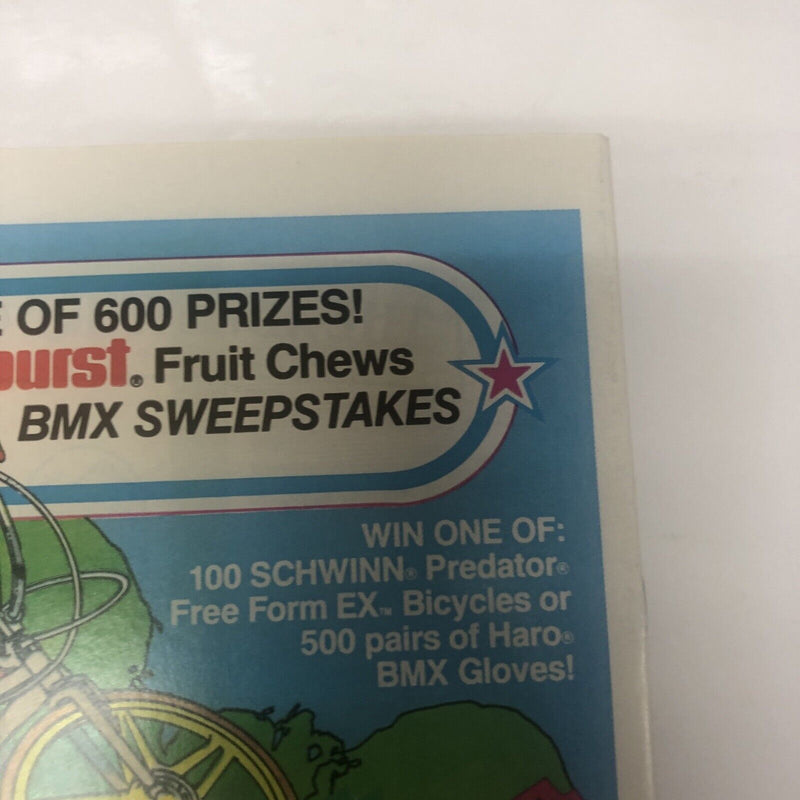 E OF 600 PRIZES!
burst® Fruit Chews
BMX SWEEPSTAKES
WIN ONE OF:
100 SCHWINN® Predator®
Free Form EX™ Bicycles or
500 pairs of Haro®
BMX Gloves!